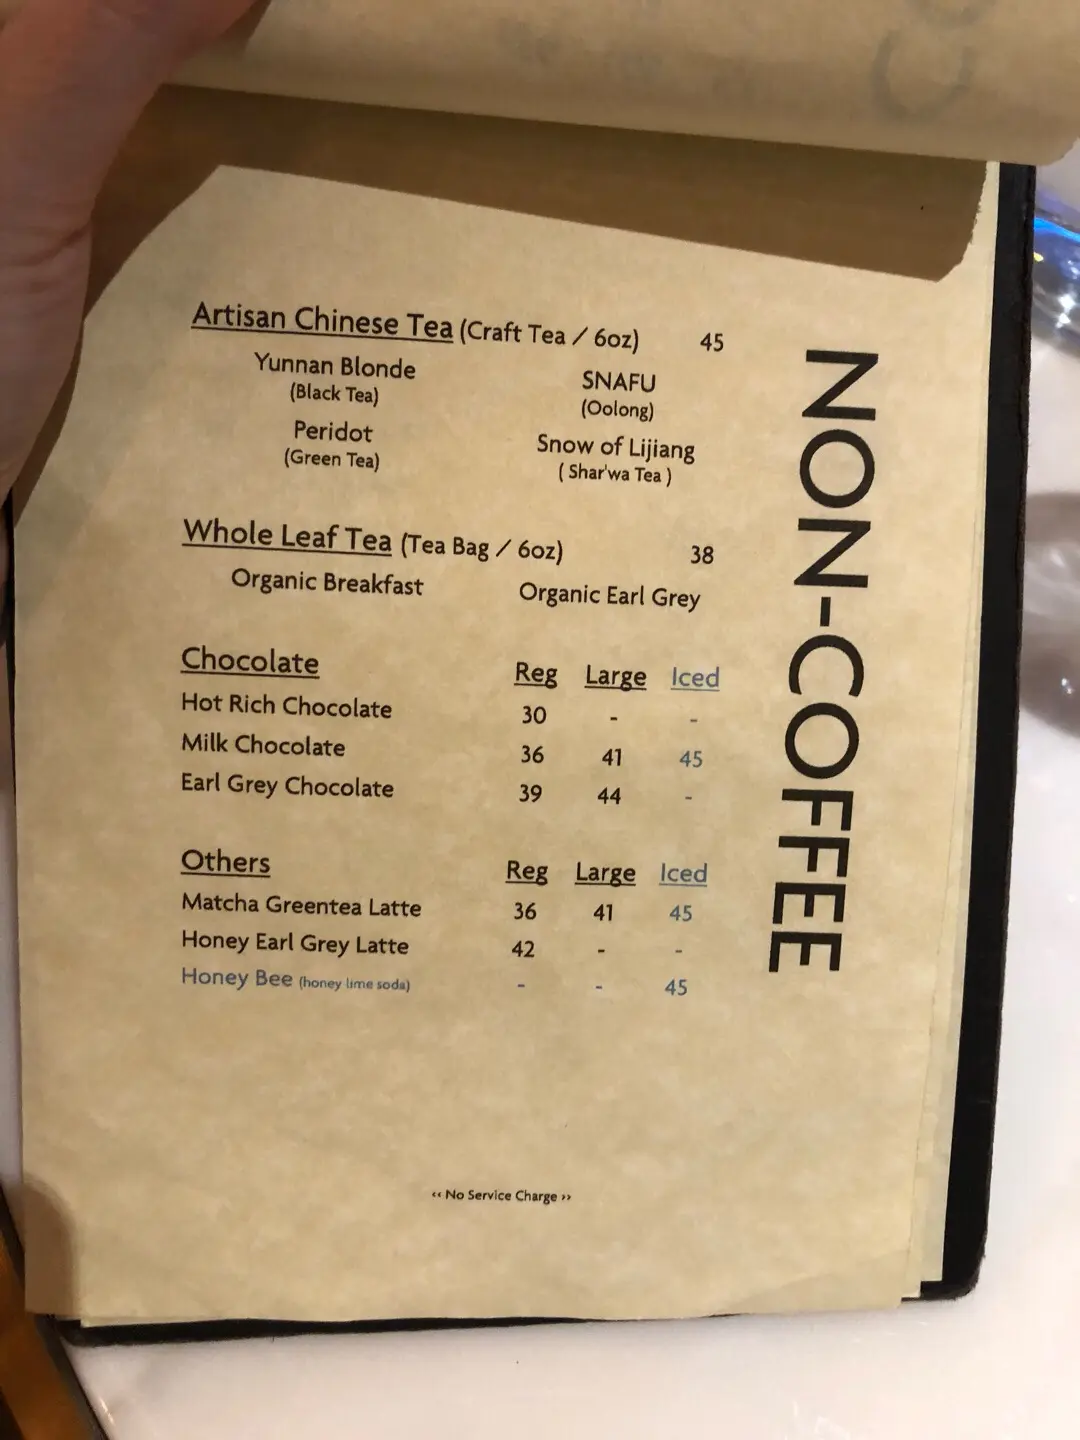 Artisan Chinese Tea (Craft Tea / 6oz) 45
Yunnan Blonde SNAFU
(Black Tea) (Oolong)
Peridot Snow of Lijiang
(Green Tea) ( Shar'wa Tea )
Whole Leaf Tea (Tea Bag / 6oz) 38
Organic Breakfast Organic Earl Grey
Chocolate Reg Large Iced
Hot Rich Chocolate 30 - -
Milk Chocolate 36 41 45
Earl Grey Chocolate 39 44 -
Others Reg Large Iced
Matcha Greentea Latte 36 41 45
Honey Earl Grey Latte 42 - -
Honey Bee (honey lime soda) - - 45
NON-COFFEE
‹‹ No Service Charge ››